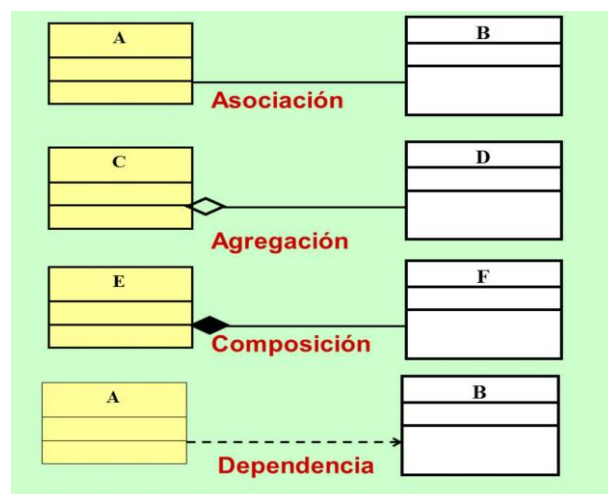 A
B
Asociación
C
D
Agregación
E
F
Composición
A
B
Dependencia